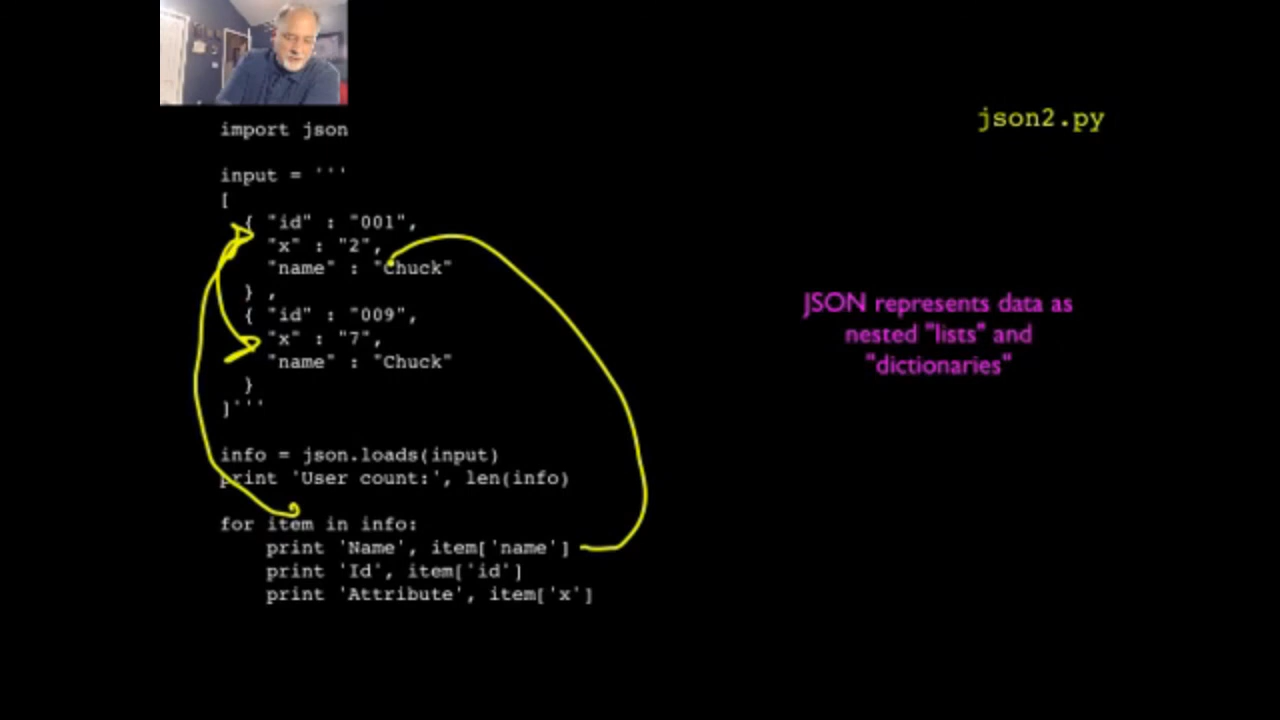 json2.py
import json
input = '''
[
{ "id" : "001",
"x" : "2",
"name" : "Chuck"
} ,
{ "id" : "009",
"x" : "7",
"name" : "Chuck"
}
]'''
info = json.loads(input)
print 'User count:', len(info)
for item in info:
print 'Name', item['name']
print 'Id', item['id']
print 'Attribute', item['x']
JSON represents data as
nested "lists" and
"dictionaries"